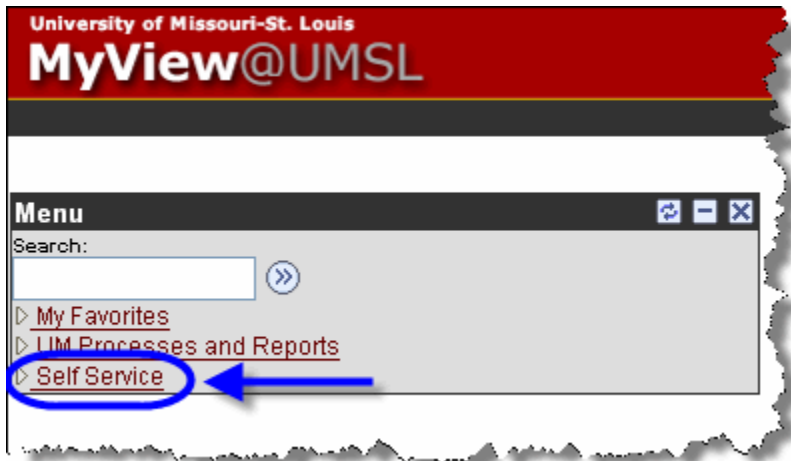 University of Missouri-St. Louis
MyView@UMSL
Menu
Search:
My Favorites
UM Processes and Reports
Self Service